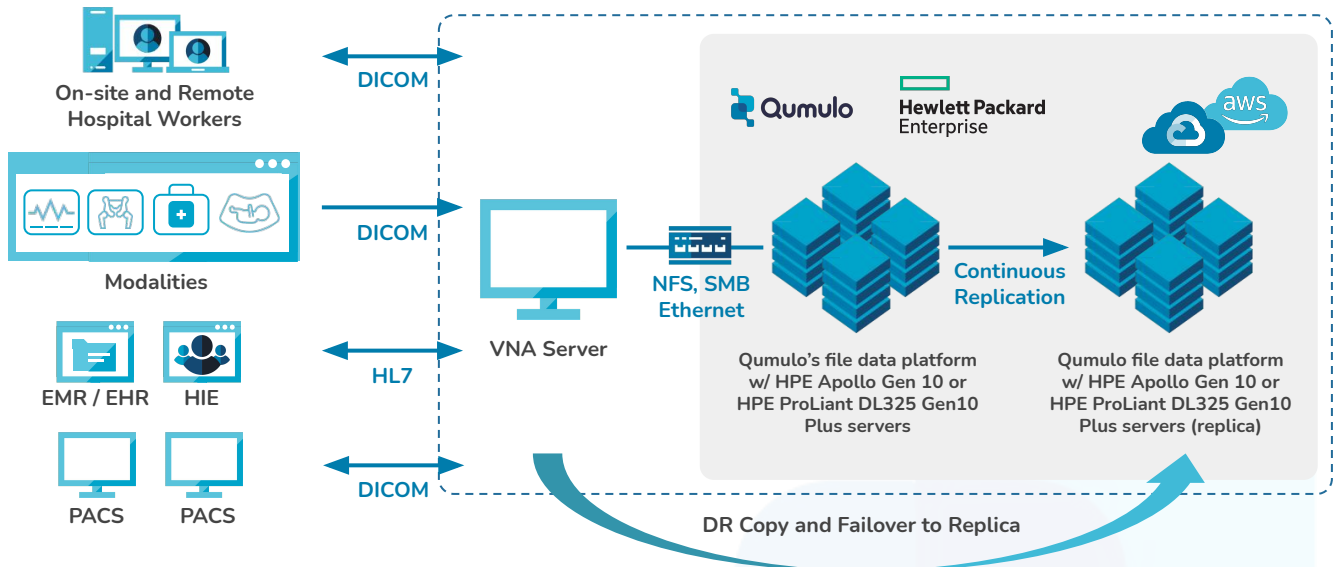 On-site and Remote
Hospital Workers
DICOM
Modalities
DICOM
EMR / EHR
HIE
HL7
PACS
PACS
DICOM
VNA Server
NFS, SMB
Ethernet
Qumulo
Hewlett Packard
Enterprise
aws
Continuous
Replication
Qumulo’s file data platform
w/ HPE Apollo Gen 10 or
HPE ProLiant DL325 Gen10
Plus servers
Qumulo file data platform
w/ HPE Apollo Gen 10 or
HPE ProLiant DL325 Gen10
Plus servers (replica)
DR Copy and Failover to Replica